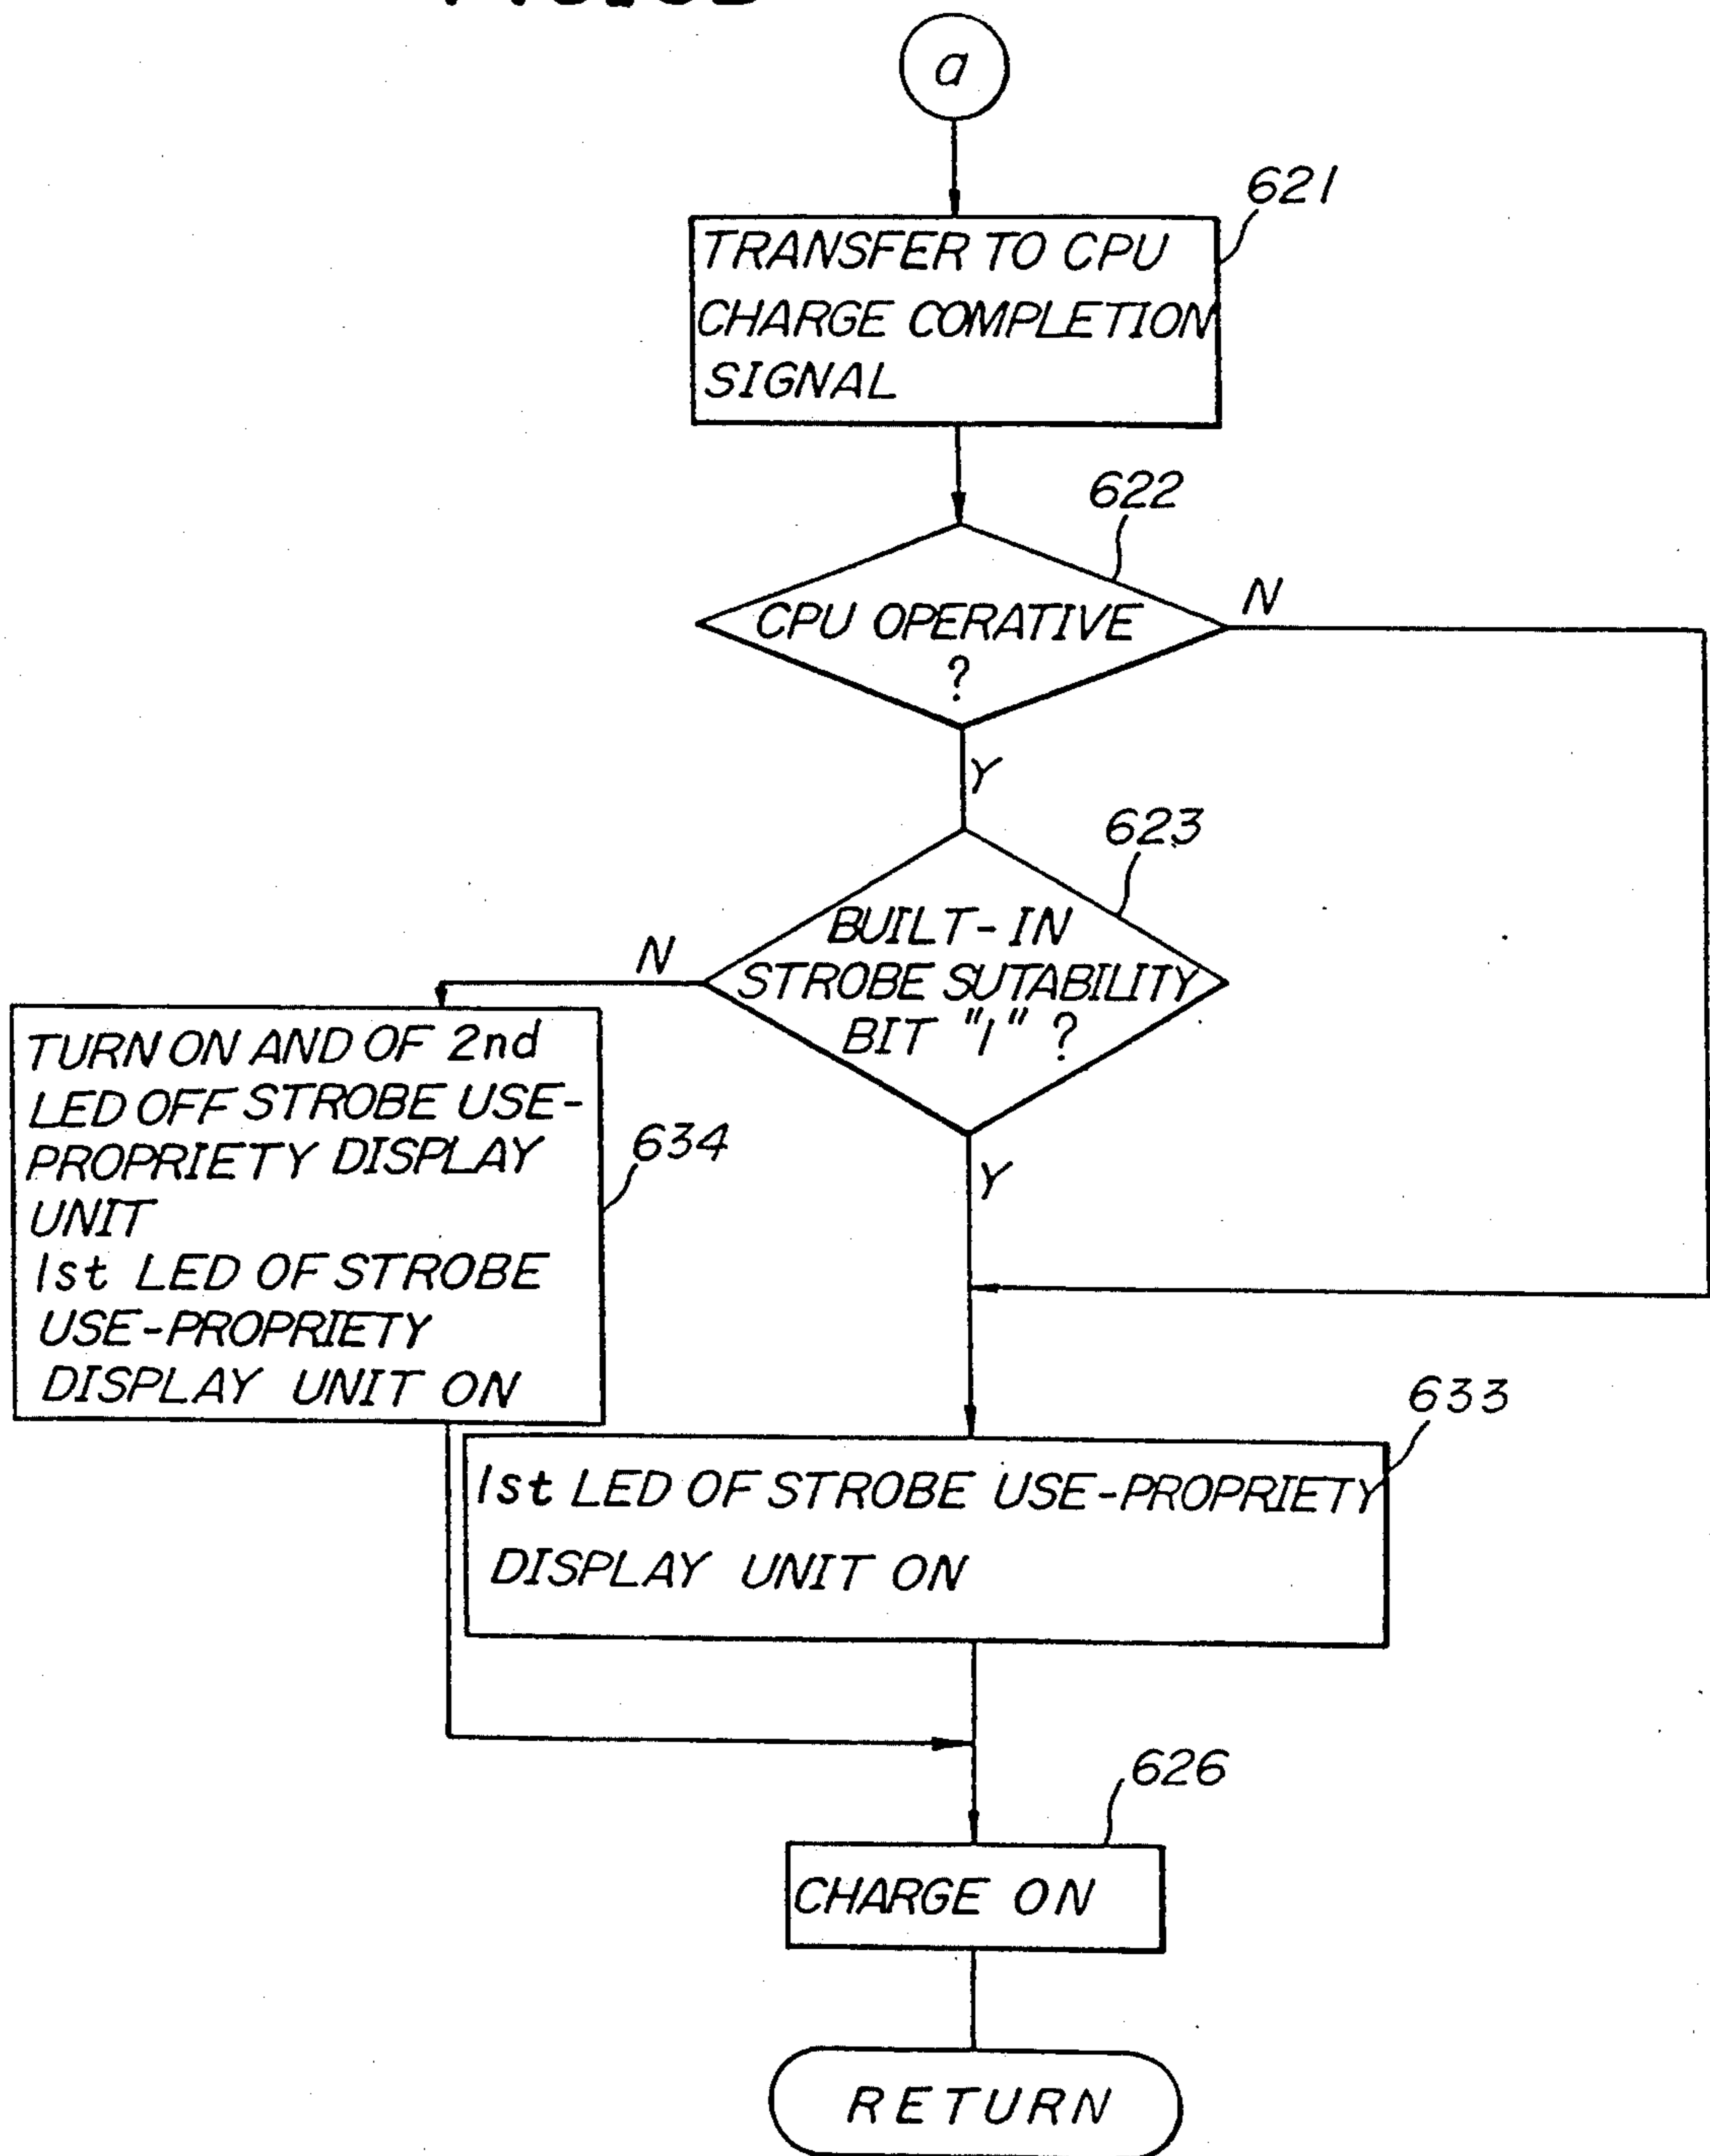 a
621
TRANSFER TO CPU
CHARGE COMPLETION
SIGNAL
622
CPU OPERATIVE
?
N
Y
623
BUILT-IN
STROBE SUTABILITY
BIT "1" ?
N
Y
TURN ON AND OF 2nd
LED OFF STROBE USE-
PROPRIETY DISPLAY
UNIT
1st LED OF STROBE
USE-PROPRIETY
DISPLAY UNIT ON
634
633
1st LED OF STROBE USE-PROPRIETY
DISPLAY UNIT ON
626
CHARGE ON
RETURN